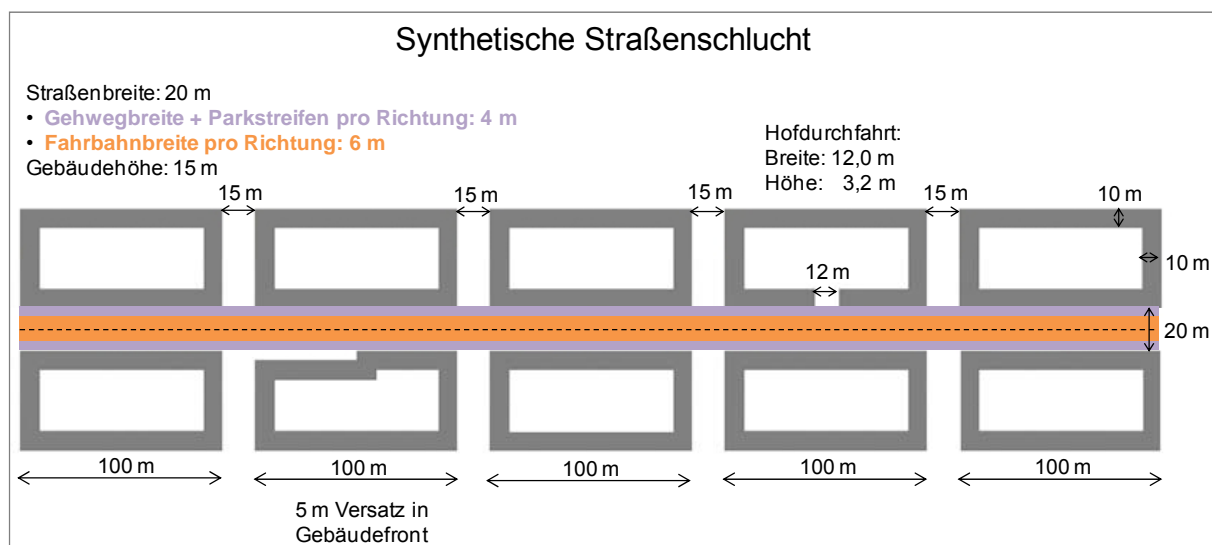 Synthetische Straßenschlucht
Straßenbreite: 20 m
• Gehwegbreite + Parkstreifen pro Richtung: 4 m
• Fahrbahnbreite pro Richtung: 6 m
Gebäudehöhe: 15 m
Hofdurchfahrt:
Breite: 12,0 m
Höhe: 3,2 m
15 m
15 m
15 m
15 m
10 m
10 m
12 m
20 m
100 m
100 m
100 m
100 m
100 m
5 m Versatz in
Gebäudefront